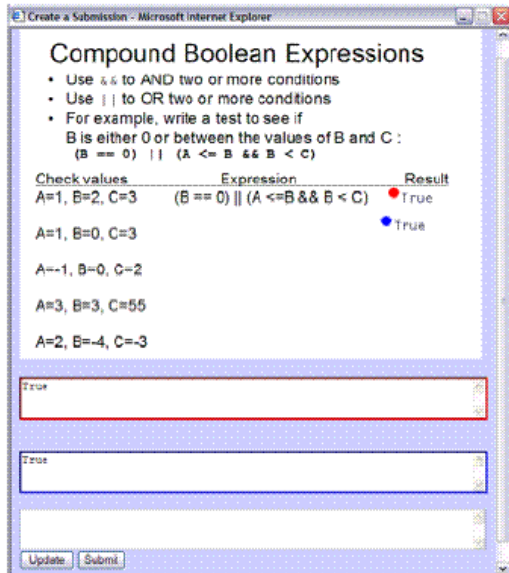 Create a Submission - Microsoft Internet Explorer
Compound Boolean Expressions
• Use && to AND two or more conditions
• Use || to OR two or more conditions
• For example, write a test to see if
B is either 0 or between the values of B and C :
(B == 0) || (A <= B && B < C)
Check values Expression Result
A=1, B=2, C=3 (B == 0) || (A <=B && B < C) True
A=1, B=0, C=3 True
A=-1, B=0, C=2
A=3, B=3, C=55
A=2, B=-4, C=-3
True
True
Update Submit